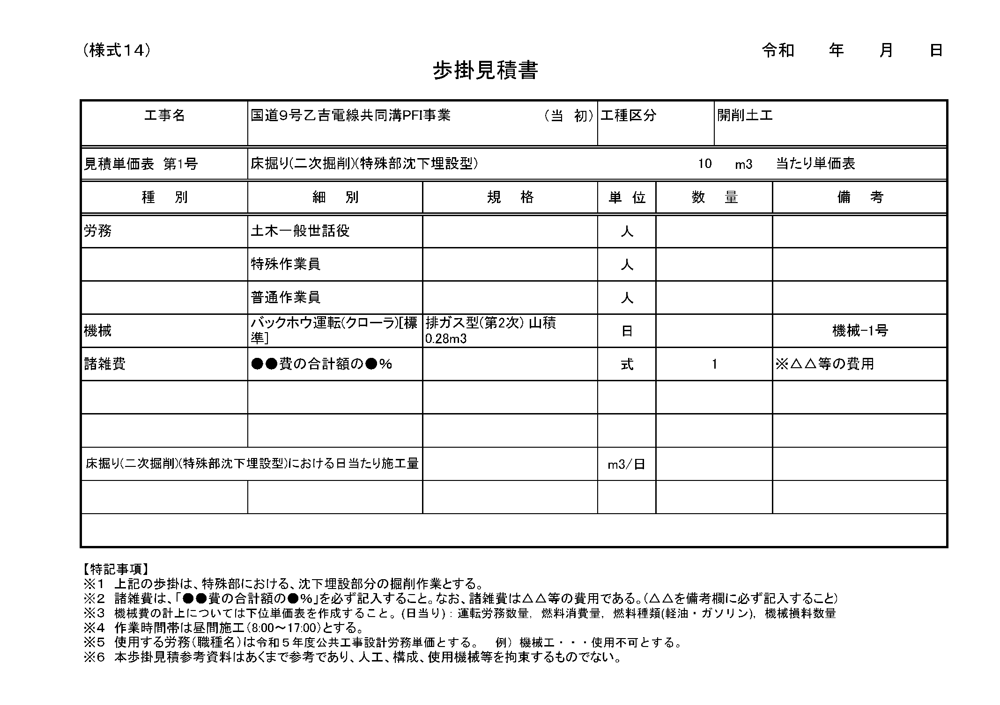 （様式１４）
令和　　年　　月　　日
歩掛見積書
工事名　国道９号乙吉電線共同溝PFI事業　（当　初）　工種区分　開削土工
見積単価表　第1号　床掘り(二次掘削)(特殊部沈下埋設型）　10　m3　当たり単価表
種　別　細　別　規　格　単　位　数　量　備　考
労務　土木一般世話役　人
特殊作業員　人
普通作業員　人
機械　バックホウ運転(クローラ)[標準]　排ガス型(第2次) 山積0.28m3　日　機械-1号
諸雑費　●●費の合計額の●％　式　1　※△△等の費用
床掘り(二次掘削)(特殊部沈下埋設型)における日当たり施工量　m3/日
【特記事項】
※１　上記の歩掛は、特殊部における、沈下埋設部分の掘削作業とする。
※２　諸雑費は、「●●費の合計額の●％」を必ず記入すること。なお、諸雑費は△△等の費用である。（△△を備考欄に必ず記入すること）
※３　機械費の計上については下位単価表を作成すること。(日当り)：運転労務数量，燃料消費量，燃料種類(軽油・ガソリン)，機械損料数量
※４　作業時間帯は昼間施工（8:00～17:00）とする。
※５　使用する労務（職種名）は令和５年度公共工事設計労務単価とする。　例）機械工・・・使用不可とする。
※６　本歩掛見積参考資料はあくまで参考であり、人工、構成、使用機械等を拘束するものでない。